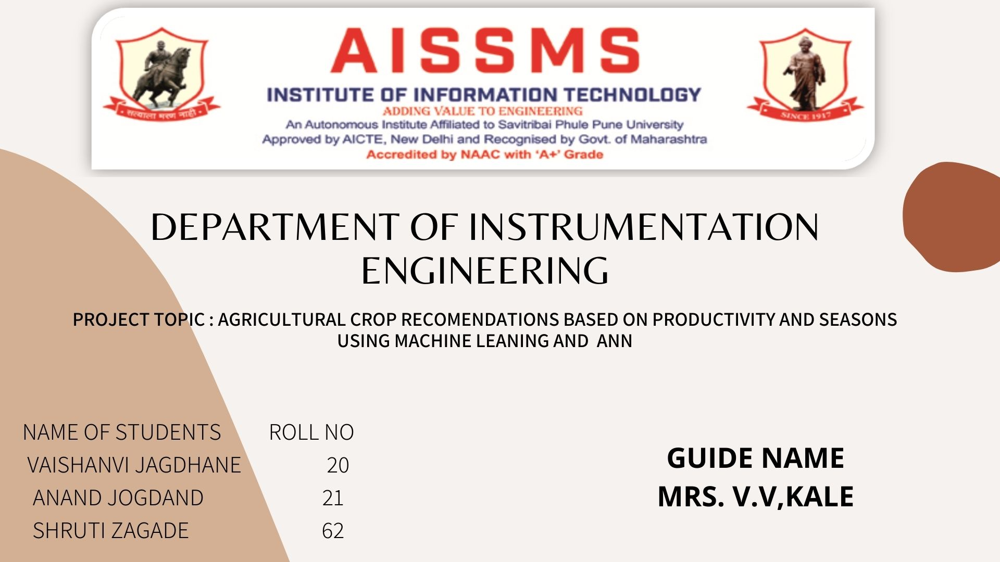 AISSMS
INSTITUTE OF INFORMATION TECHNOLOGY
ADDING VALUE TO ENGINEERING
An Autonomous Institute Affiliated to Savitribai Phule Pune University
Approved by AICTE, New Delhi and Recognised by Govt. of Maharashtra
Accredited by NAAC with ‘A+’ Grade
सत्याला मरण नाही
SINCE 1917
DEPARTMENT OF INSTRUMENTATION
ENGINEERING
PROJECT TOPIC : AGRICULTURAL CROP RECOMENDATIONS BASED ON PRODUCTIVITY AND SEASONS
USING MACHINE LEANING AND ANN
NAME OF STUDENTS ROLL NO
VAISHANVI JAGDHANE 20
ANAND JOGDAND 21
SHRUTI ZAGADE 62
GUIDE NAME
MRS. V.V,KALE